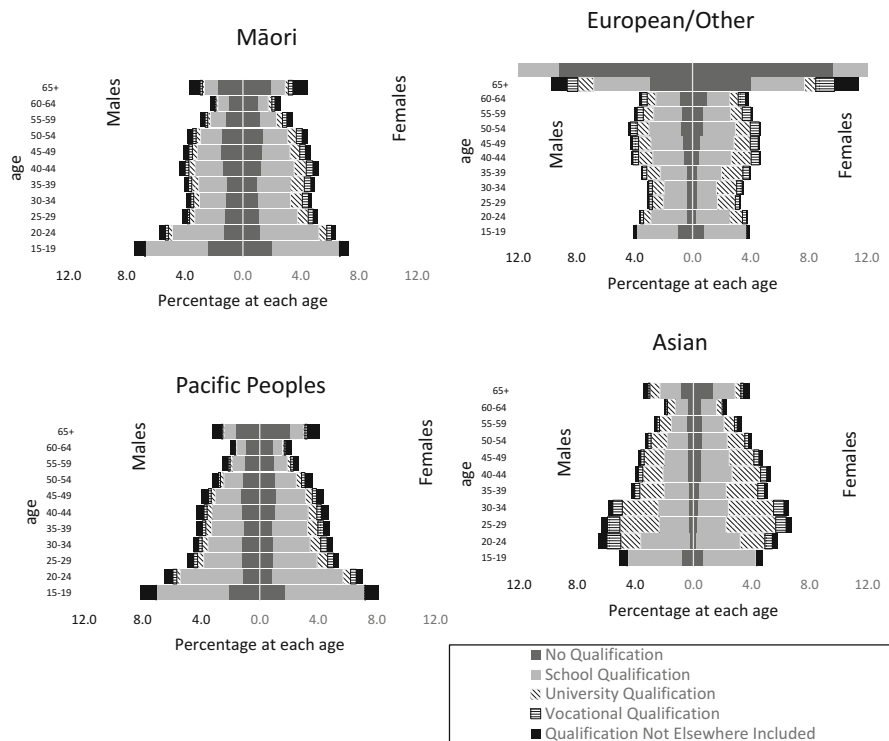 Māori
Males
Females
age
65+
60-64
55-59
50-54
45-49
40-44
35-39
30-34
25-29
20-24
15-19
12.0 8.0 4.0 0.0 4.0 8.0 12.0
Percentage at each age
European/Other
Males
Females
age
65+
60-64
55-59
50-54
45-49
40-44
35-39
30-34
25-29
20-24
15-19
12.0 8.0 4.0 0.0 4.0 8.0 12.0
Percentage at each age
Pacific Peoples
Males
Females
age
65+
60-64
55-59
50-54
45-49
40-44
35-39
30-34
25-29
20-24
15-19
12.0 8.0 4.0 0.0 4.0 8.0 12.0
Percentage at each age
Asian
Males
Females
age
65+
60-64
55-59
50-54
45-49
40-44
35-39
30-34
25-29
20-24
15-19
12.0 8.0 4.0 0.0 4.0 8.0 12.0
Percentage at each age
No Qualification
School Qualification
University Qualification
Vocational Qualification
Qualification Not Elsewhere Included